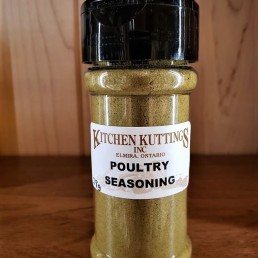 KITCHEN KUTTINGS
INC
ELMIRA, ONTARIO
POULTRY
SEASONING